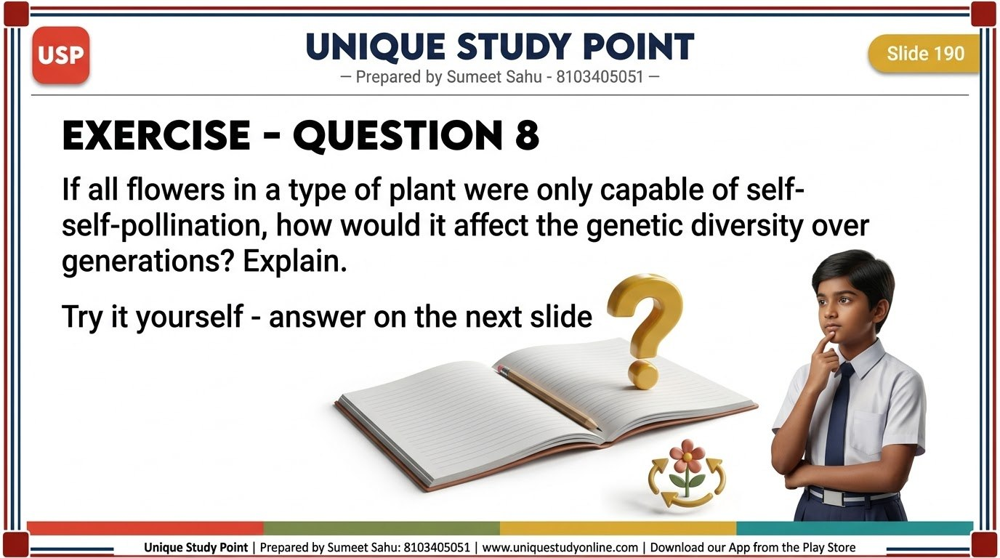 USP
UNIQUE STUDY POINT
— Prepared by Sumeet Sahu - 8103405051 —
Slide 190
EXERCISE - QUESTION 8
If all flowers in a type of plant were only capable of self-
self-pollination, how would it affect the genetic diversity over
generations? Explain.
Try it yourself - answer on the next slide
?
Unique Study Point | Prepared by Sumeet Sahu: 8103405051 | www.uniquestudyonline.com | Download our App from the Play Store